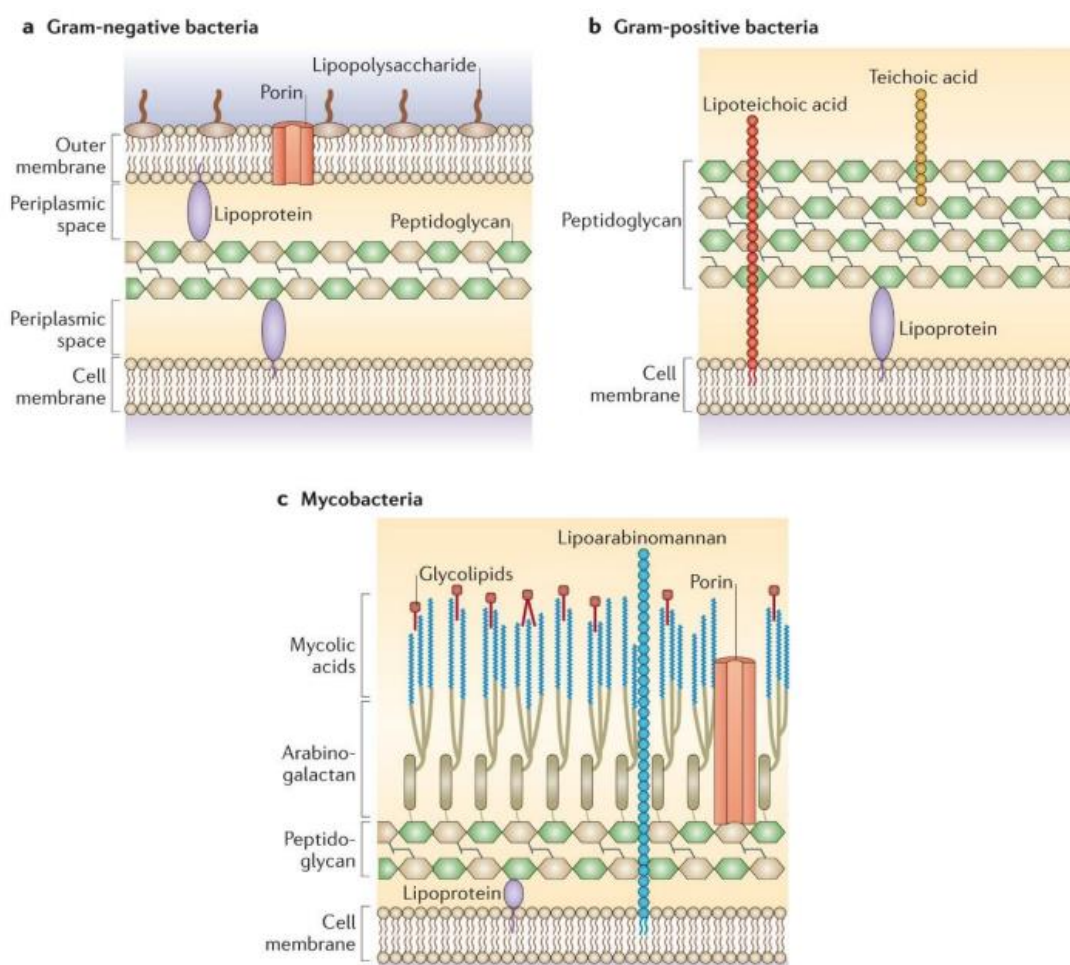 a Gram-negative bacteria
Lipopolysaccharide
Porin
Outer
membrane
Periplasmic
space
Lipoprotein
Peptidoglycan
Periplasmic
space
Cell
membrane
b Gram-positive bacteria
Teichoic acid
Lipoteichoic acid
Peptidoglycan
Lipoprotein
Cell
membrane
c Mycobacteria
Lipoarabinomannan
Glycolipids
Porin
Mycolic
acids
Arabino-
galactan
Peptido-
glycan
Lipoprotein
Cell
membrane